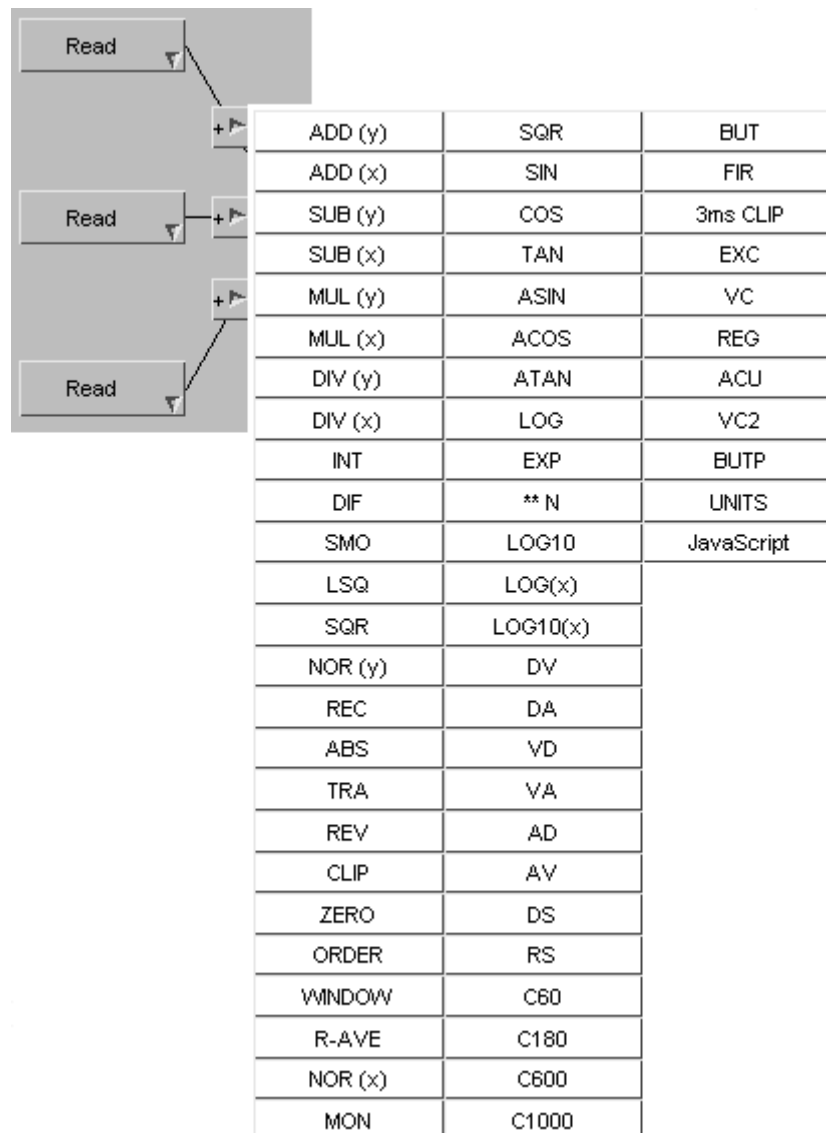 Read
+
ADD (y) SQR BUT
ADD (x) SIN FIR
Read + SUB (y) COS 3ms CLIP
SUB (x) TAN EXC
+ MUL (y) ASIN VC
MUL (x) ACOS REG
Read DIV (y) ATAN ACU
DIV (x) LOG VC2
INT EXP BUTP
DIF ** N UNITS
SMO LOG10 JavaScript
LSQ LOG(x)
SQR LOG10(x)
NOR (y) DV
REC DA
ABS VD
TRA VA
REV AD
CLIP AV
ZERO DS
ORDER RS
WINDOW C60
R-AVE C180
NOR (x) C600
MON C1000